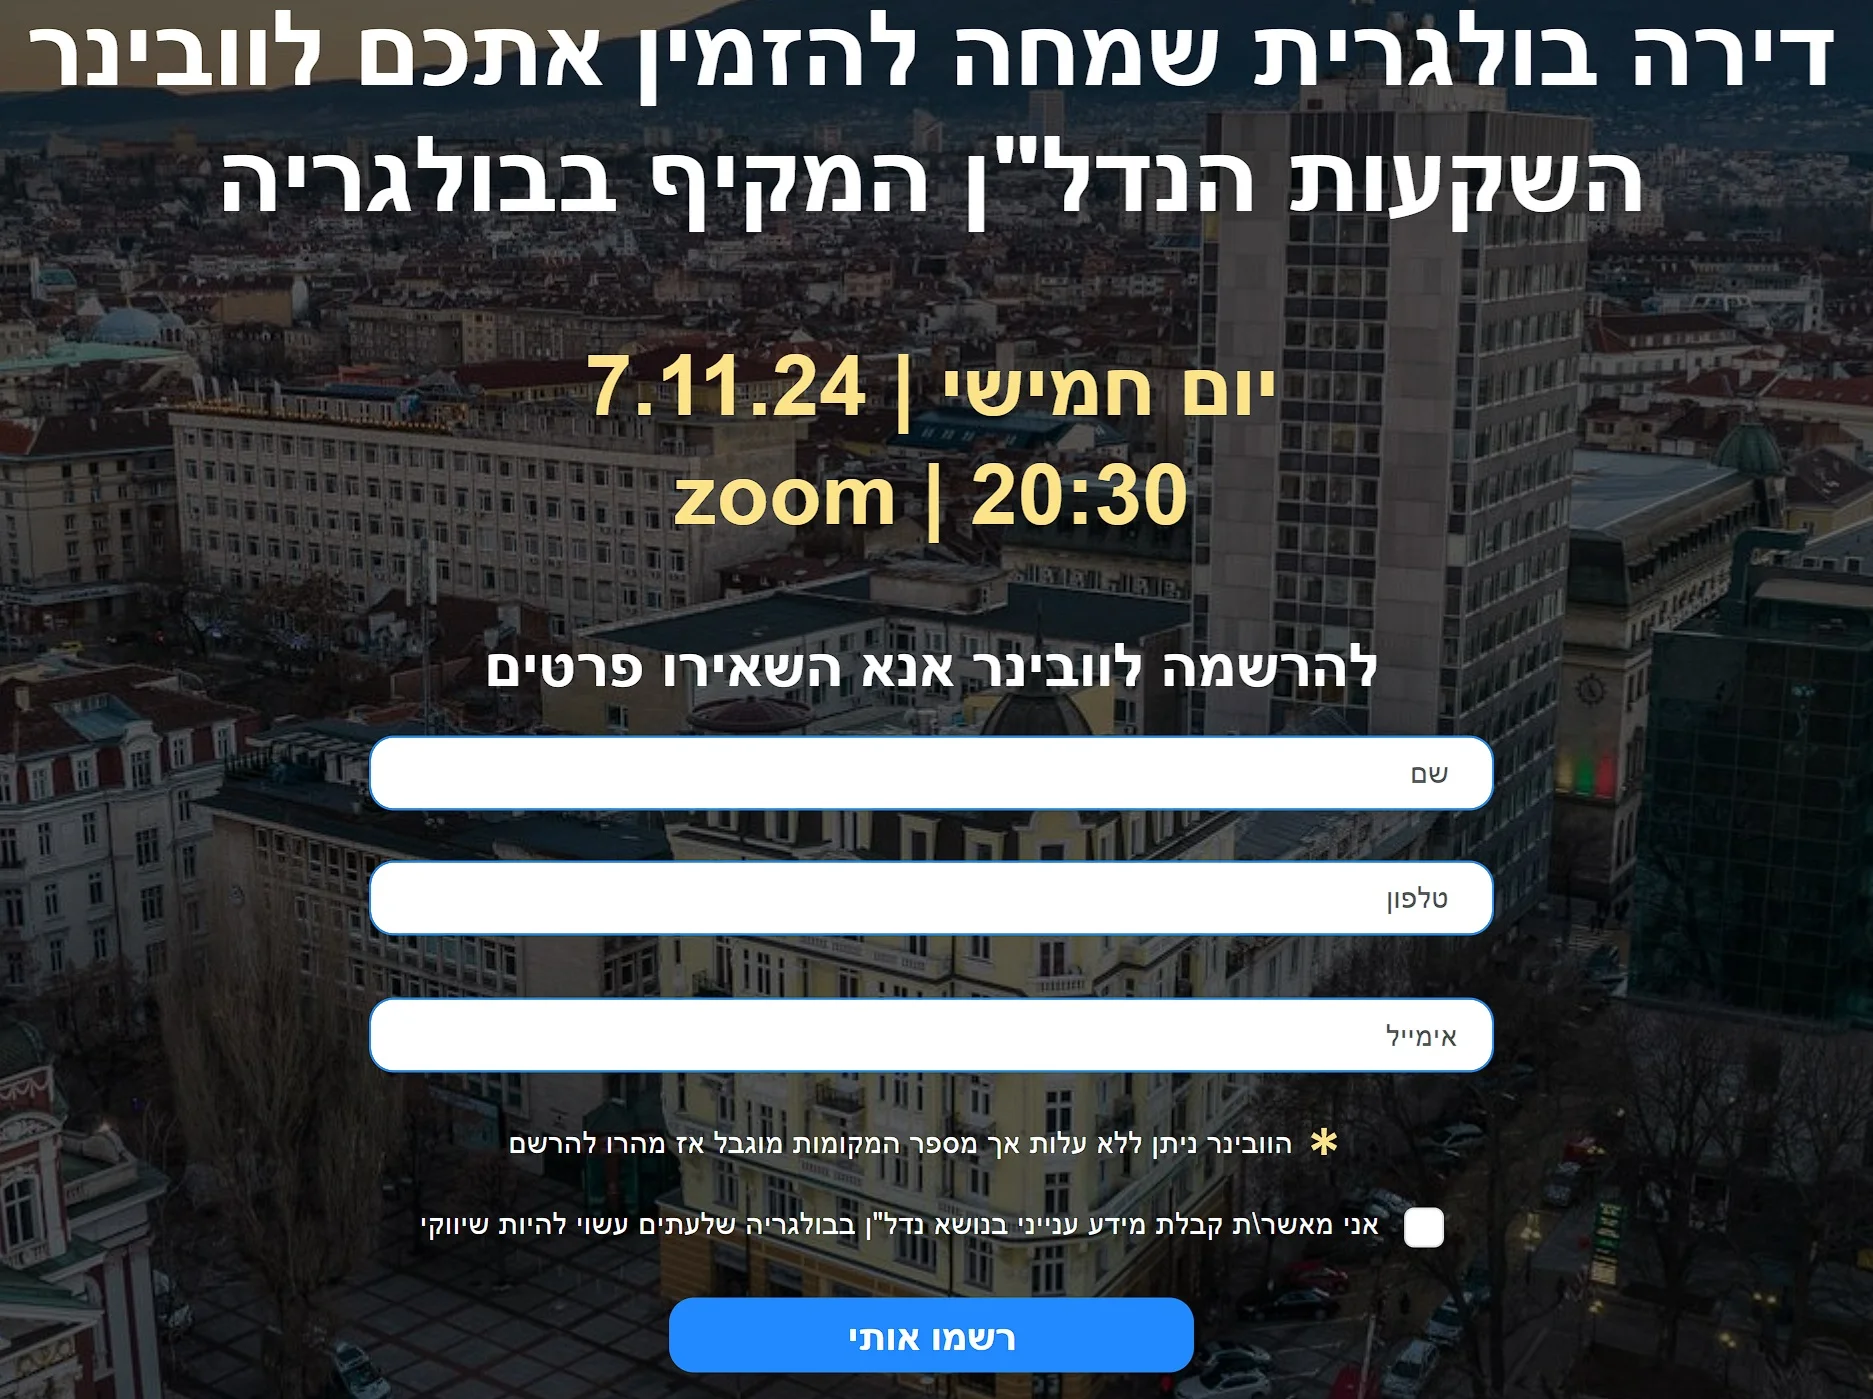 דירה בולגרית שמחה להזמין אתכם לוובינר
השקעות הנדל"ן המקיף בבולגריה
יום חמישי | 7.11.24
20:30 | zoom
להרשמה לוובינר אנא השאירו פרטים
שם
טלפון
אימייל
* הוובינר ניתן ללא עלות אך מספר המקומות מוגבל אז מהרו להרשם
אני מאשר\ת קבלת מידע ענייני בנושא נדל"ן בבולגריה שלעתים עשוי להיות שיווקי
רשמו אותי